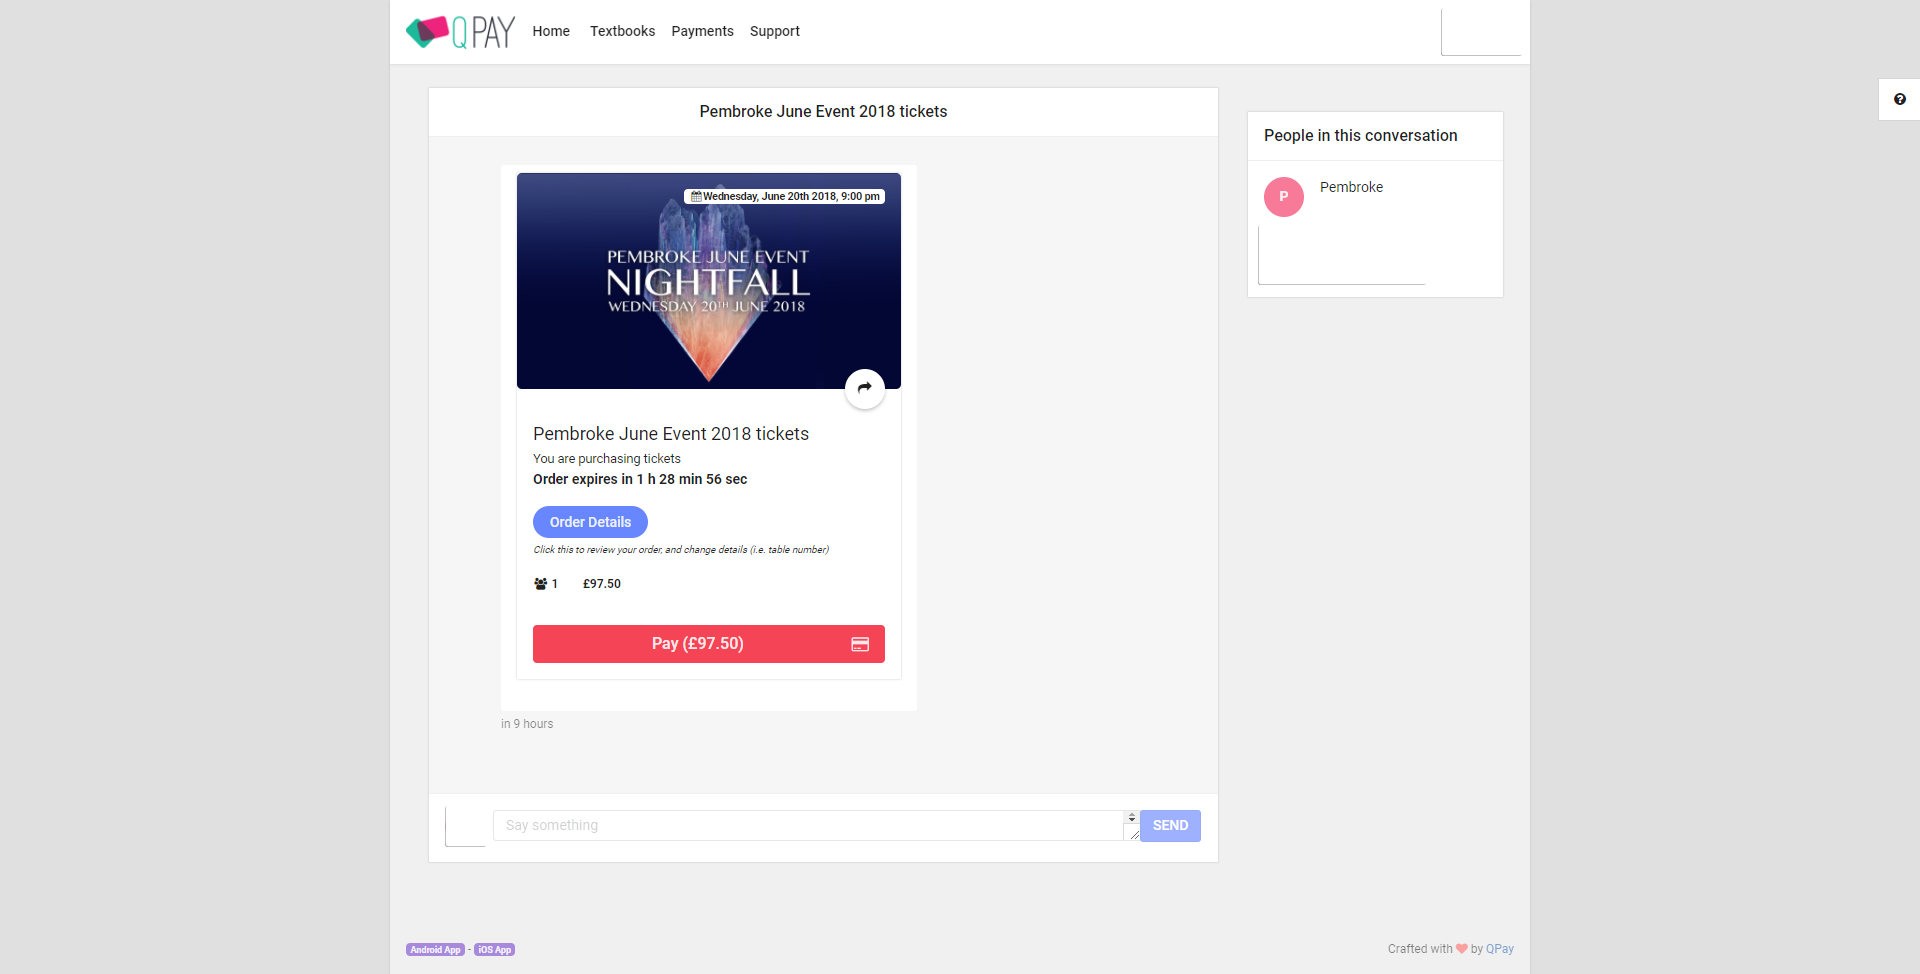 QPAY
Home Textbooks Payments Support
Pembroke June Event 2018 tickets
Wednesday, June 20th 2018, 9:00 pm
PEMBROKE JUNE EVENT
NIGHTFALL
WEDNESDAY 20TH JUNE 2018
Pembroke June Event 2018 tickets
You are purchasing tickets
Order expires in 1 h 28 min 56 sec
Order Details
Click this to review your order, and change details (i.e. table number)
1 £97.50
Pay (£97.50)
in 9 hours
Say something
SEND
People in this conversation
P
Pembroke
Android App - iOS App
Crafted with ❤ by QPay